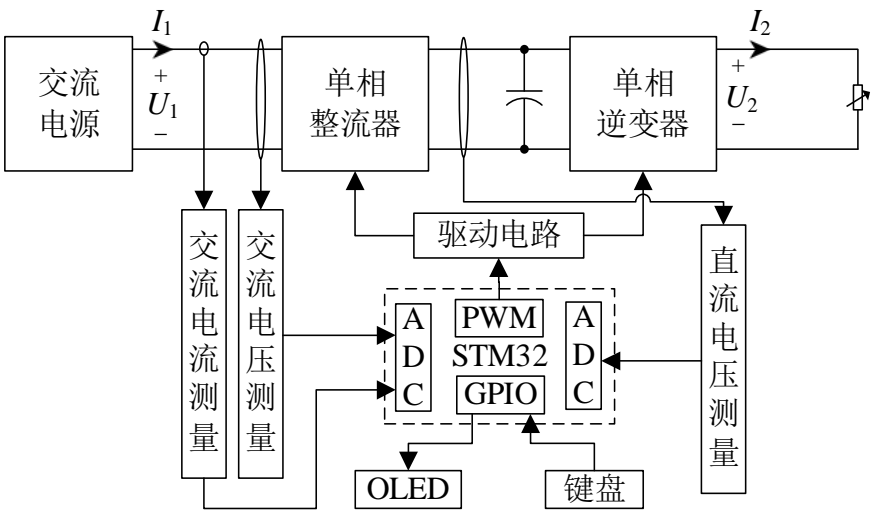 I₁
I₂
交流
电源
+
U₁
−
单相
整流器
单相
逆变器
+
U₂
−
驱动电路
交流电流测量
交流电压测量
直流电压测量
ADC
PWM
STM32
GPIO
ADC
OLED
键盘